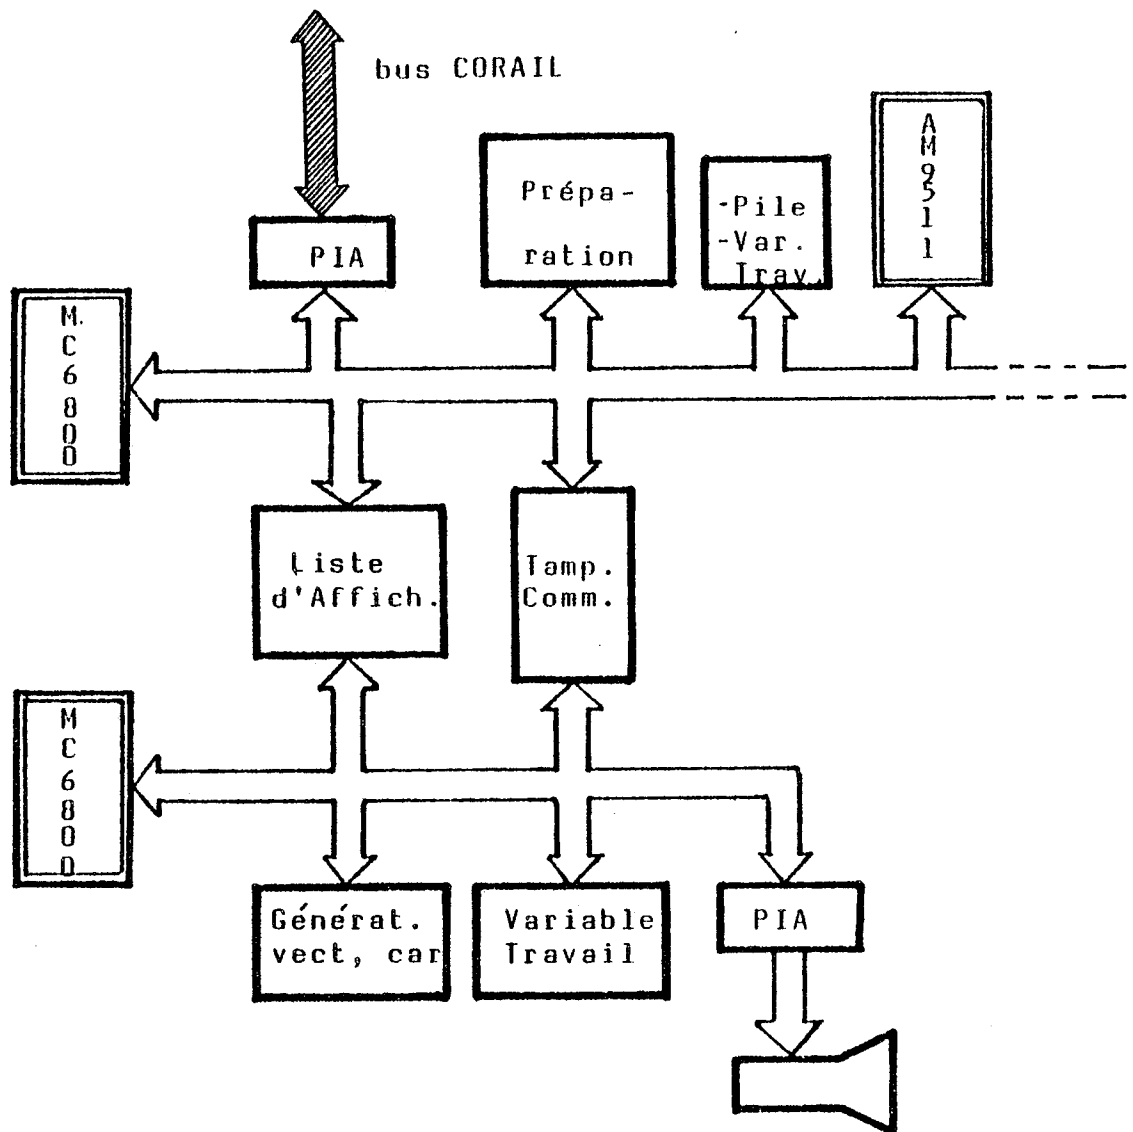 bus CORAIL
AM9511
Prépa-
ration
-Pile
-Var.
Trav.
PIA
M.C6800
Liste
d'Affich.
Tamp.
Comm.
MC6800
Générat.
vect, car
Variable
Travail
PIA